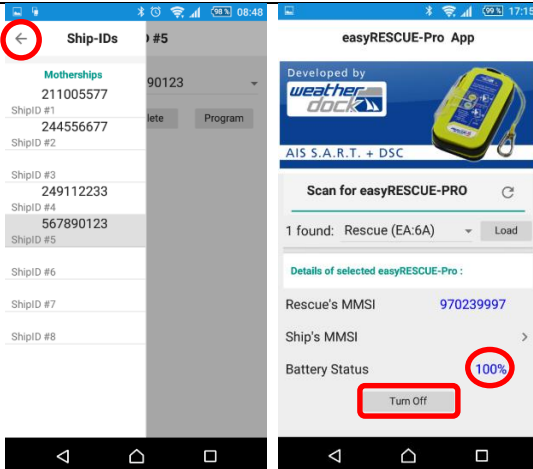 98% 08:48
Ship-IDs
#5
Motherships
211005577
ShipID #1
244556677
ShipID #2
ShipID #3
249112233
ShipID #4
567890123
ShipID #5
ShipID #6
ShipID #7
ShipID #8
90123
lete
Program
99% 17:15
easyRESCUE-Pro App
Developed by
weather
dock
AIS S.A.R.T. + DSC
Scan for easyRESCUE-PRO
1 found: Rescue (EA:6A) Load
Details of selected easyRESCUE-Pro :
Rescue's MMSI 970239997
Ship's MMSI
Battery Status 100%
Turn Off